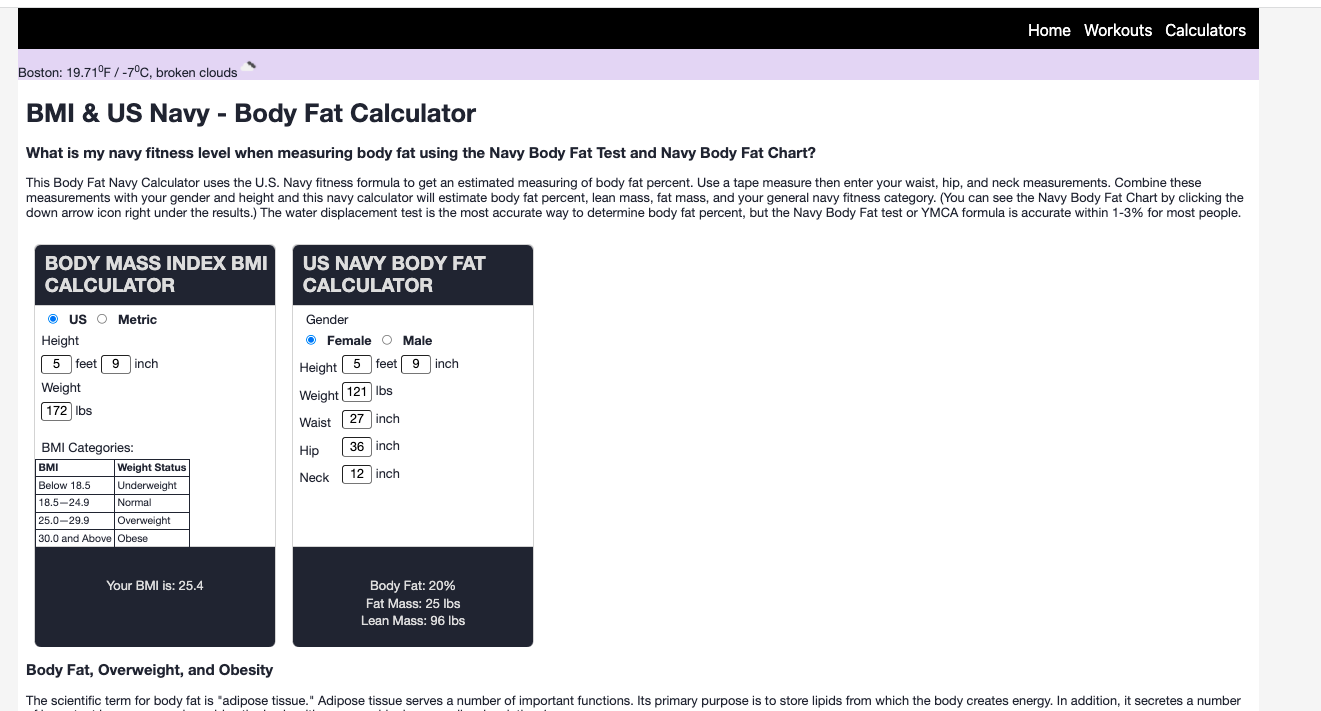 Home Workouts Calculators
Boston: 19.71⁰F / -7⁰C, broken clouds
BMI & US Navy - Body Fat Calculator
What is my navy fitness level when measuring body fat using the Navy Body Fat Test and Navy Body Fat Chart?
This Body Fat Navy Calculator uses the U.S. Navy fitness formula to get an estimated measuring of body fat percent. Use a tape measure then enter your waist, hip, and neck measurements. Combine these
measurements with your gender and height and this navy calculator will estimate body fat percent, lean mass, fat mass, and your general navy fitness category. (You can see the Navy Body Fat Chart by clicking the
down arrow icon right under the results.) The water displacement test is the most accurate way to determine body fat percent, but the Navy Body Fat test or YMCA formula is accurate within 1-3% for most people.
BODY MASS INDEX BMI
CALCULATOR
US Metric
Height
5 feet 9 inch
Weight
172 lbs
BMI Categories:
BMI Weight Status
Below 18.5 Underweight
18.5—24.9 Normal
25.0—29.9 Overweight
30.0 and Above Obese
Your BMI is: 25.4
US NAVY BODY FAT
CALCULATOR
Gender
Female Male
Height 5 feet 9 inch
Weight 121 lbs
Waist 27 inch
Hip 36 inch
Neck 12 inch
Body Fat: 20%
Fat Mass: 25 lbs
Lean Mass: 96 lbs
Body Fat, Overweight, and Obesity
The scientific term for body fat is "adipose tissue." Adipose tissue serves a number of important functions. Its primary purpose is to store lipids from which the body creates energy. In addition, it secretes a number